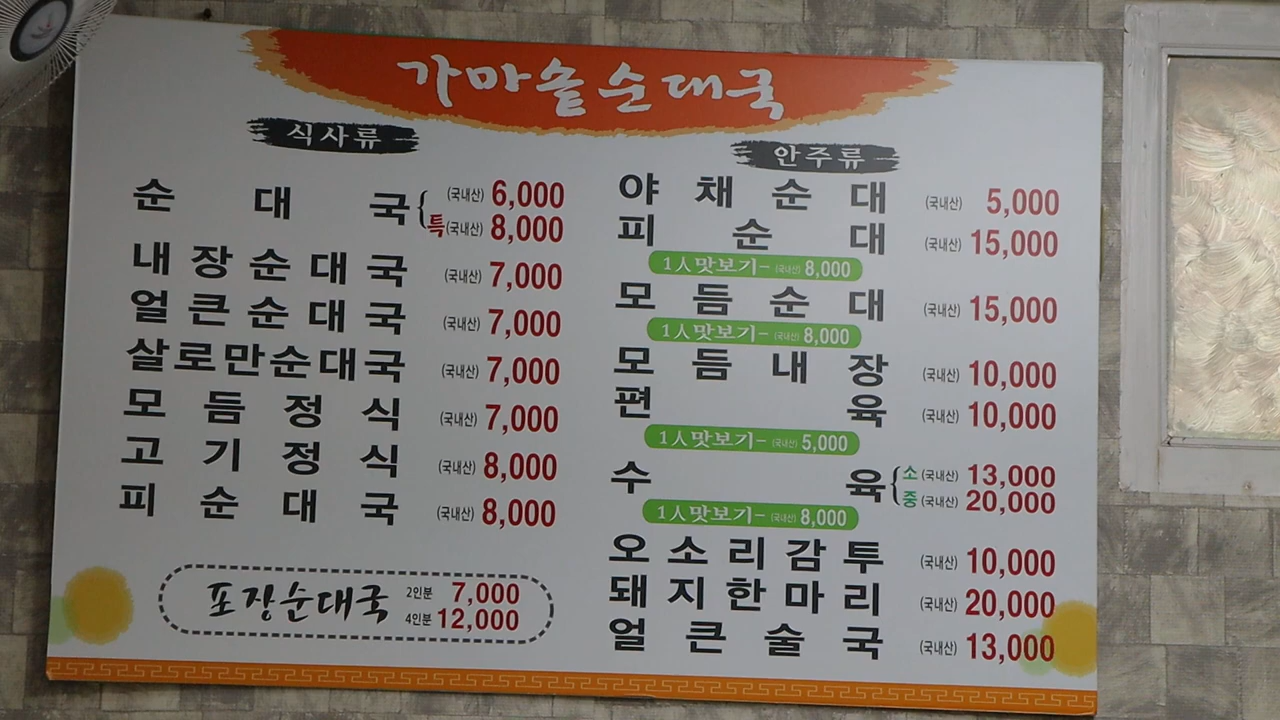 가마솥순대국
식사류
순대국 (국내산) 6,000
특(국내산) 8,000
내장순대국 (국내산) 7,000
얼큰순대국 (국내산) 7,000
살로만순대국 (국내산) 7,000
모듬정식 (국내산) 7,000
고기정식 (국내산) 8,000
피순대국 (국내산) 8,000
포장순대국 2인분 7,000
4인분 12,000
안주류
야채순대 (국내산) 5,000
피순대 (국내산) 15,000
1人맛보기- (국내산) 8,000
모듬순대 (국내산) 15,000
1人맛보기- (국내산) 8,000
모듬내장 (국내산) 10,000
편육 (국내산) 10,000
1人맛보기- (국내산) 5,000
수육 소 (국내산) 13,000
중 (국내산) 20,000
1人맛보기- (국내산) 8,000
오소리감투 (국내산) 10,000
돼지한마리 (국내산) 20,000
얼큰술국 (국내산) 13,000